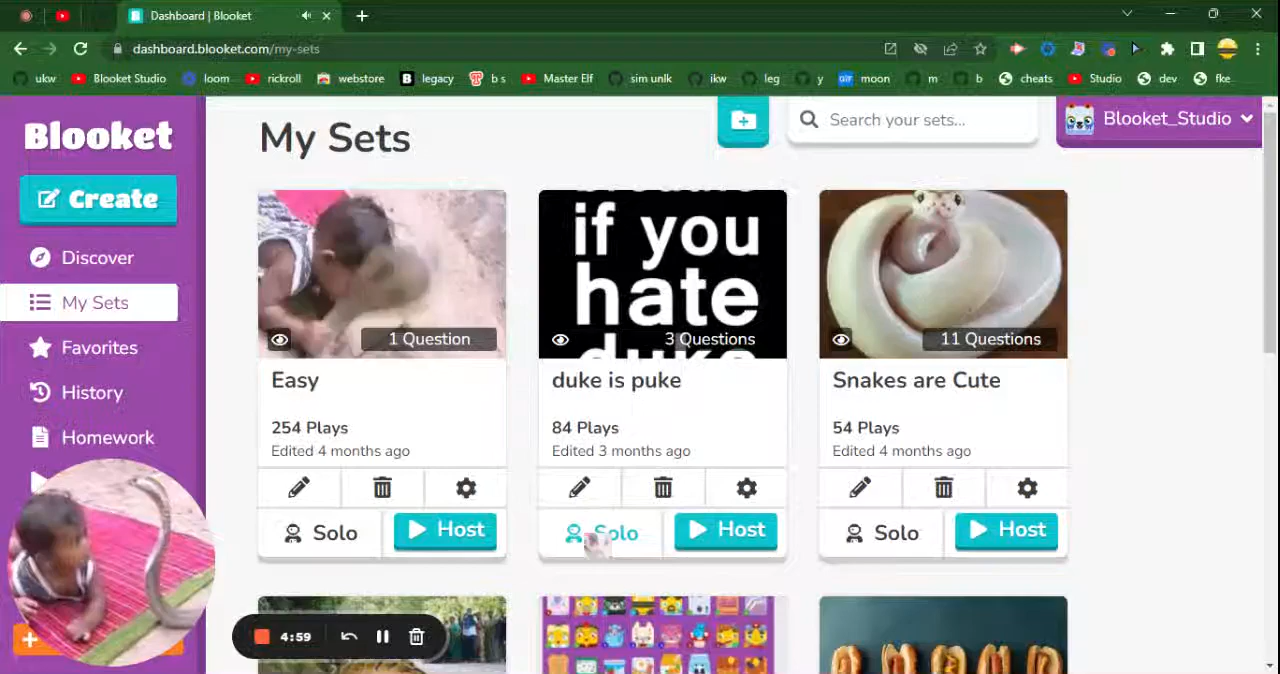 Dashboard | Blooket
dashboard.blooket.com/my-sets
ukw
Blooket Studio
loom
rickroll
webstore
B
legacy
b s
Master Elf
sim unlk
ikw
leg
y
GIF
moon
m
b
cheats
Studio
dev
fke
Blooket
Create
Discover
My Sets
Favorites
History
Homework
My Sets
Search your sets...
Blooket_Studio
1 Question
Easy
254 Plays
Edited 4 months ago
Solo
Host
if you
hate
duke
3 Questions
duke is puke
84 Plays
Edited 3 months ago
Solo
Host
11 Questions
Snakes are Cute
54 Plays
Edited 4 months ago
Solo
Host
4:59